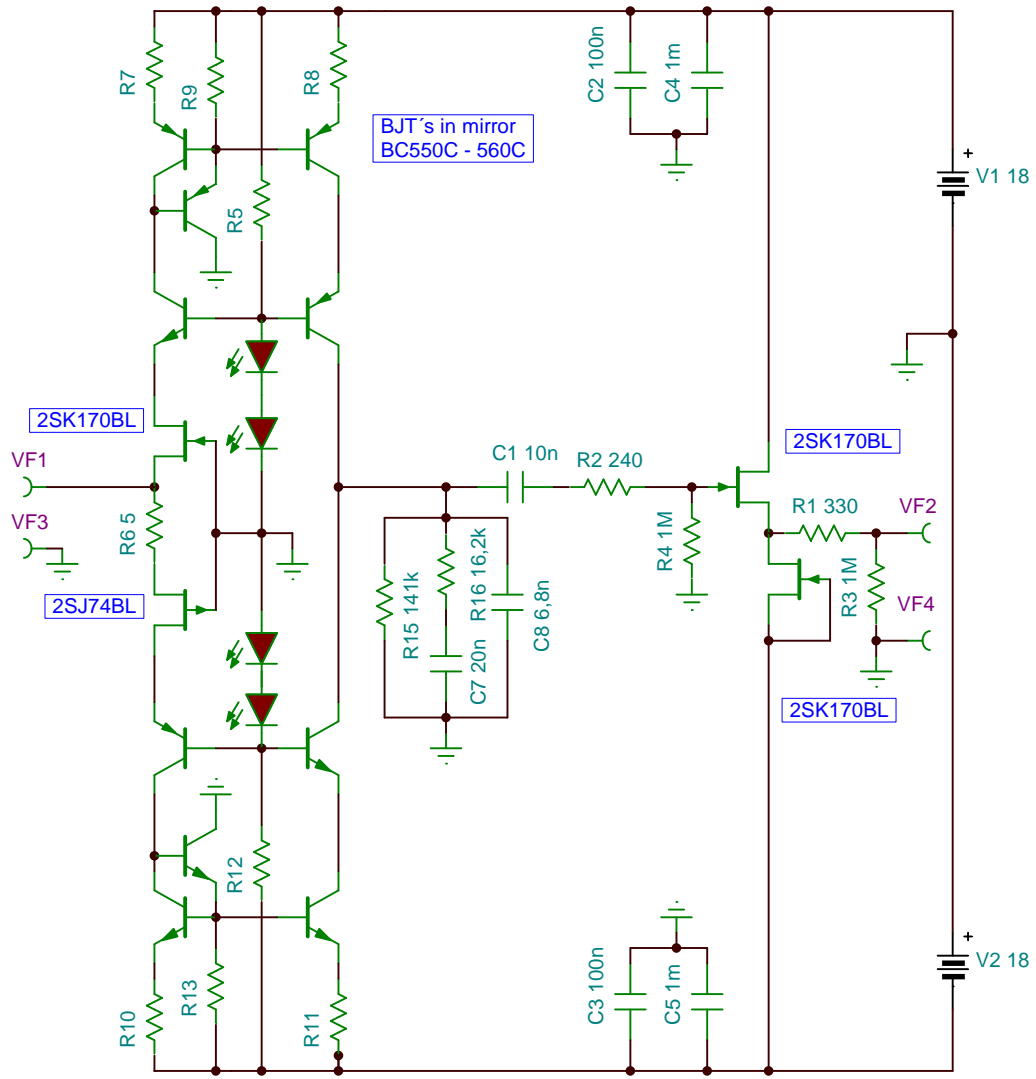 R7
R9
R8
C2 100n
C4 1m
BJT´s in mirror
BC550C - 560C
+
V1 18
R5
2SK170BL
2SK170BL
VF1
C1 10n
R2 240
R1 330
VF2
VF3
R6 5
R4 1M
R3 1M
R15 141k
R16 16,2k
C8 6,8n
C7 20n
2SJ74BL
VF4
2SK170BL
R12
+
V2 18
R13
R10
R11
C3 100n
C5 1m